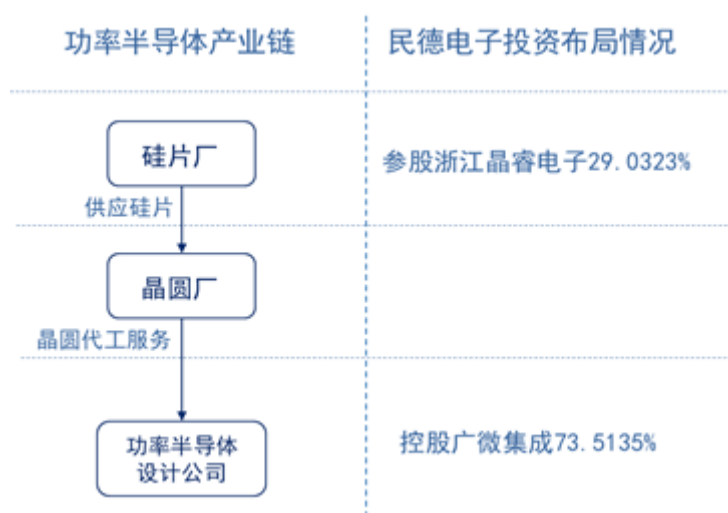 功率半导体产业链
民德电子投资布局情况
硅片厂
参股浙江晶睿电子29.0323%
供应硅片
晶圆厂
晶圆代工服务
功率半导体
设计公司
控股广微集成73.5135%